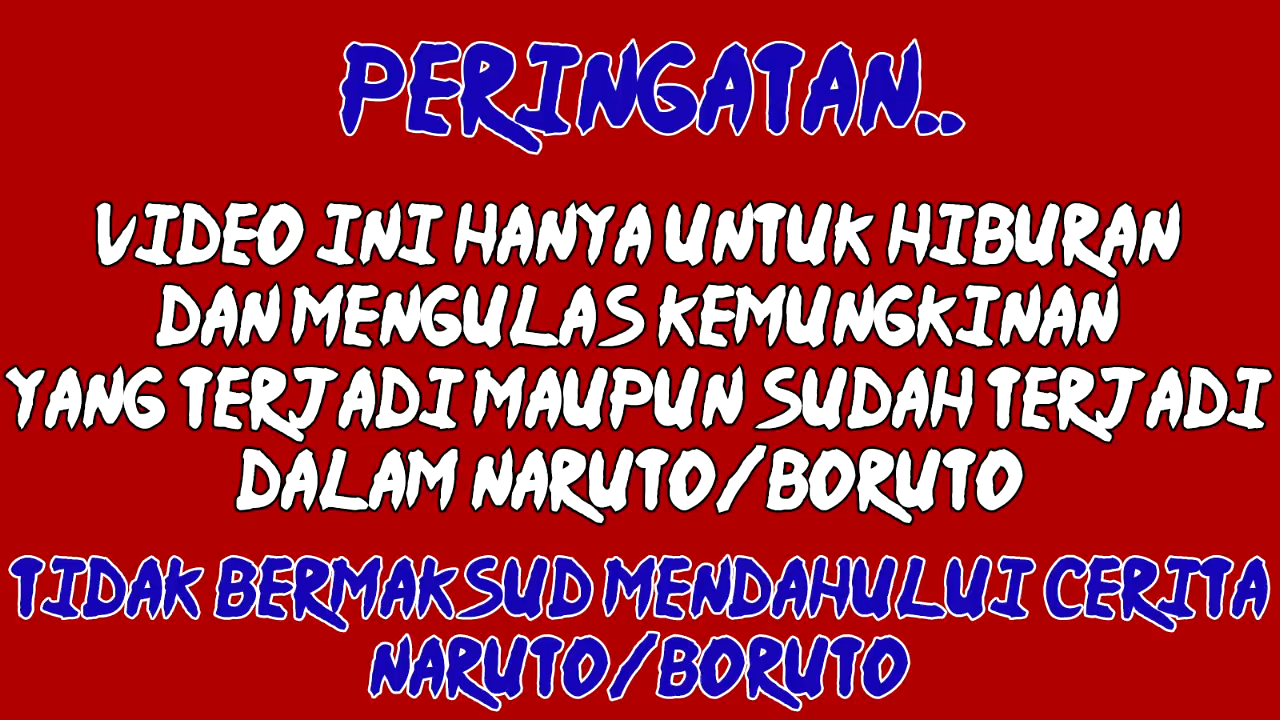 PERINGATAN..
VIDEO INI HANYA UNTUK HIBURAN
DAN MENGULAS KEMUNGKINAN
YANG TERJADI MAUPUN SUDAH TERJADI
DALAM NARUTO/BORUTO
TIDAK BERMAKSUD MENDAHULUI CERITA
NARUTO/BORUTO